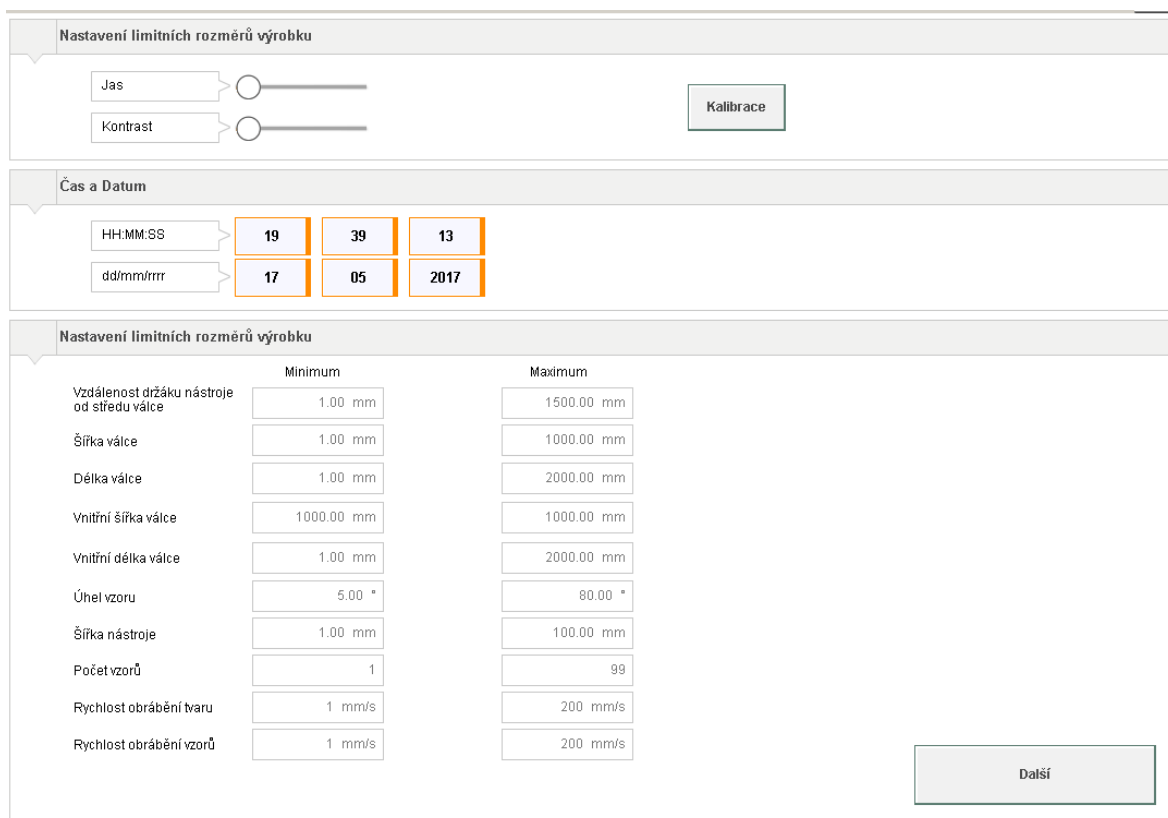 Nastavení limitních rozměrů výrobku
Jas
Kalibrace
Kontrast
Čas a Datum
HH:MM:SS 19 39 13
dd/mm/rrrr 17 05 2017
Nastavení limitních rozměrů výrobku
Minimum Maximum
Vzdálenost držáku nástroje
od středu válce 1.00 mm 1500.00 mm
Šířka válce 1.00 mm 1000.00 mm
Délka válce 1.00 mm 2000.00 mm
Vnitřní šířka válce 1000.00 mm 1000.00 mm
Vnitřní délka válce 1.00 mm 2000.00 mm
Úhel vzoru 5.00 ° 80.00 °
Šířka nástroje 1.00 mm 100.00 mm
Počet vzorů 1 99
Rychlost obrábění tvaru 1 mm/s 200 mm/s
Rychlost obrábění vzorů 1 mm/s 200 mm/s
Další